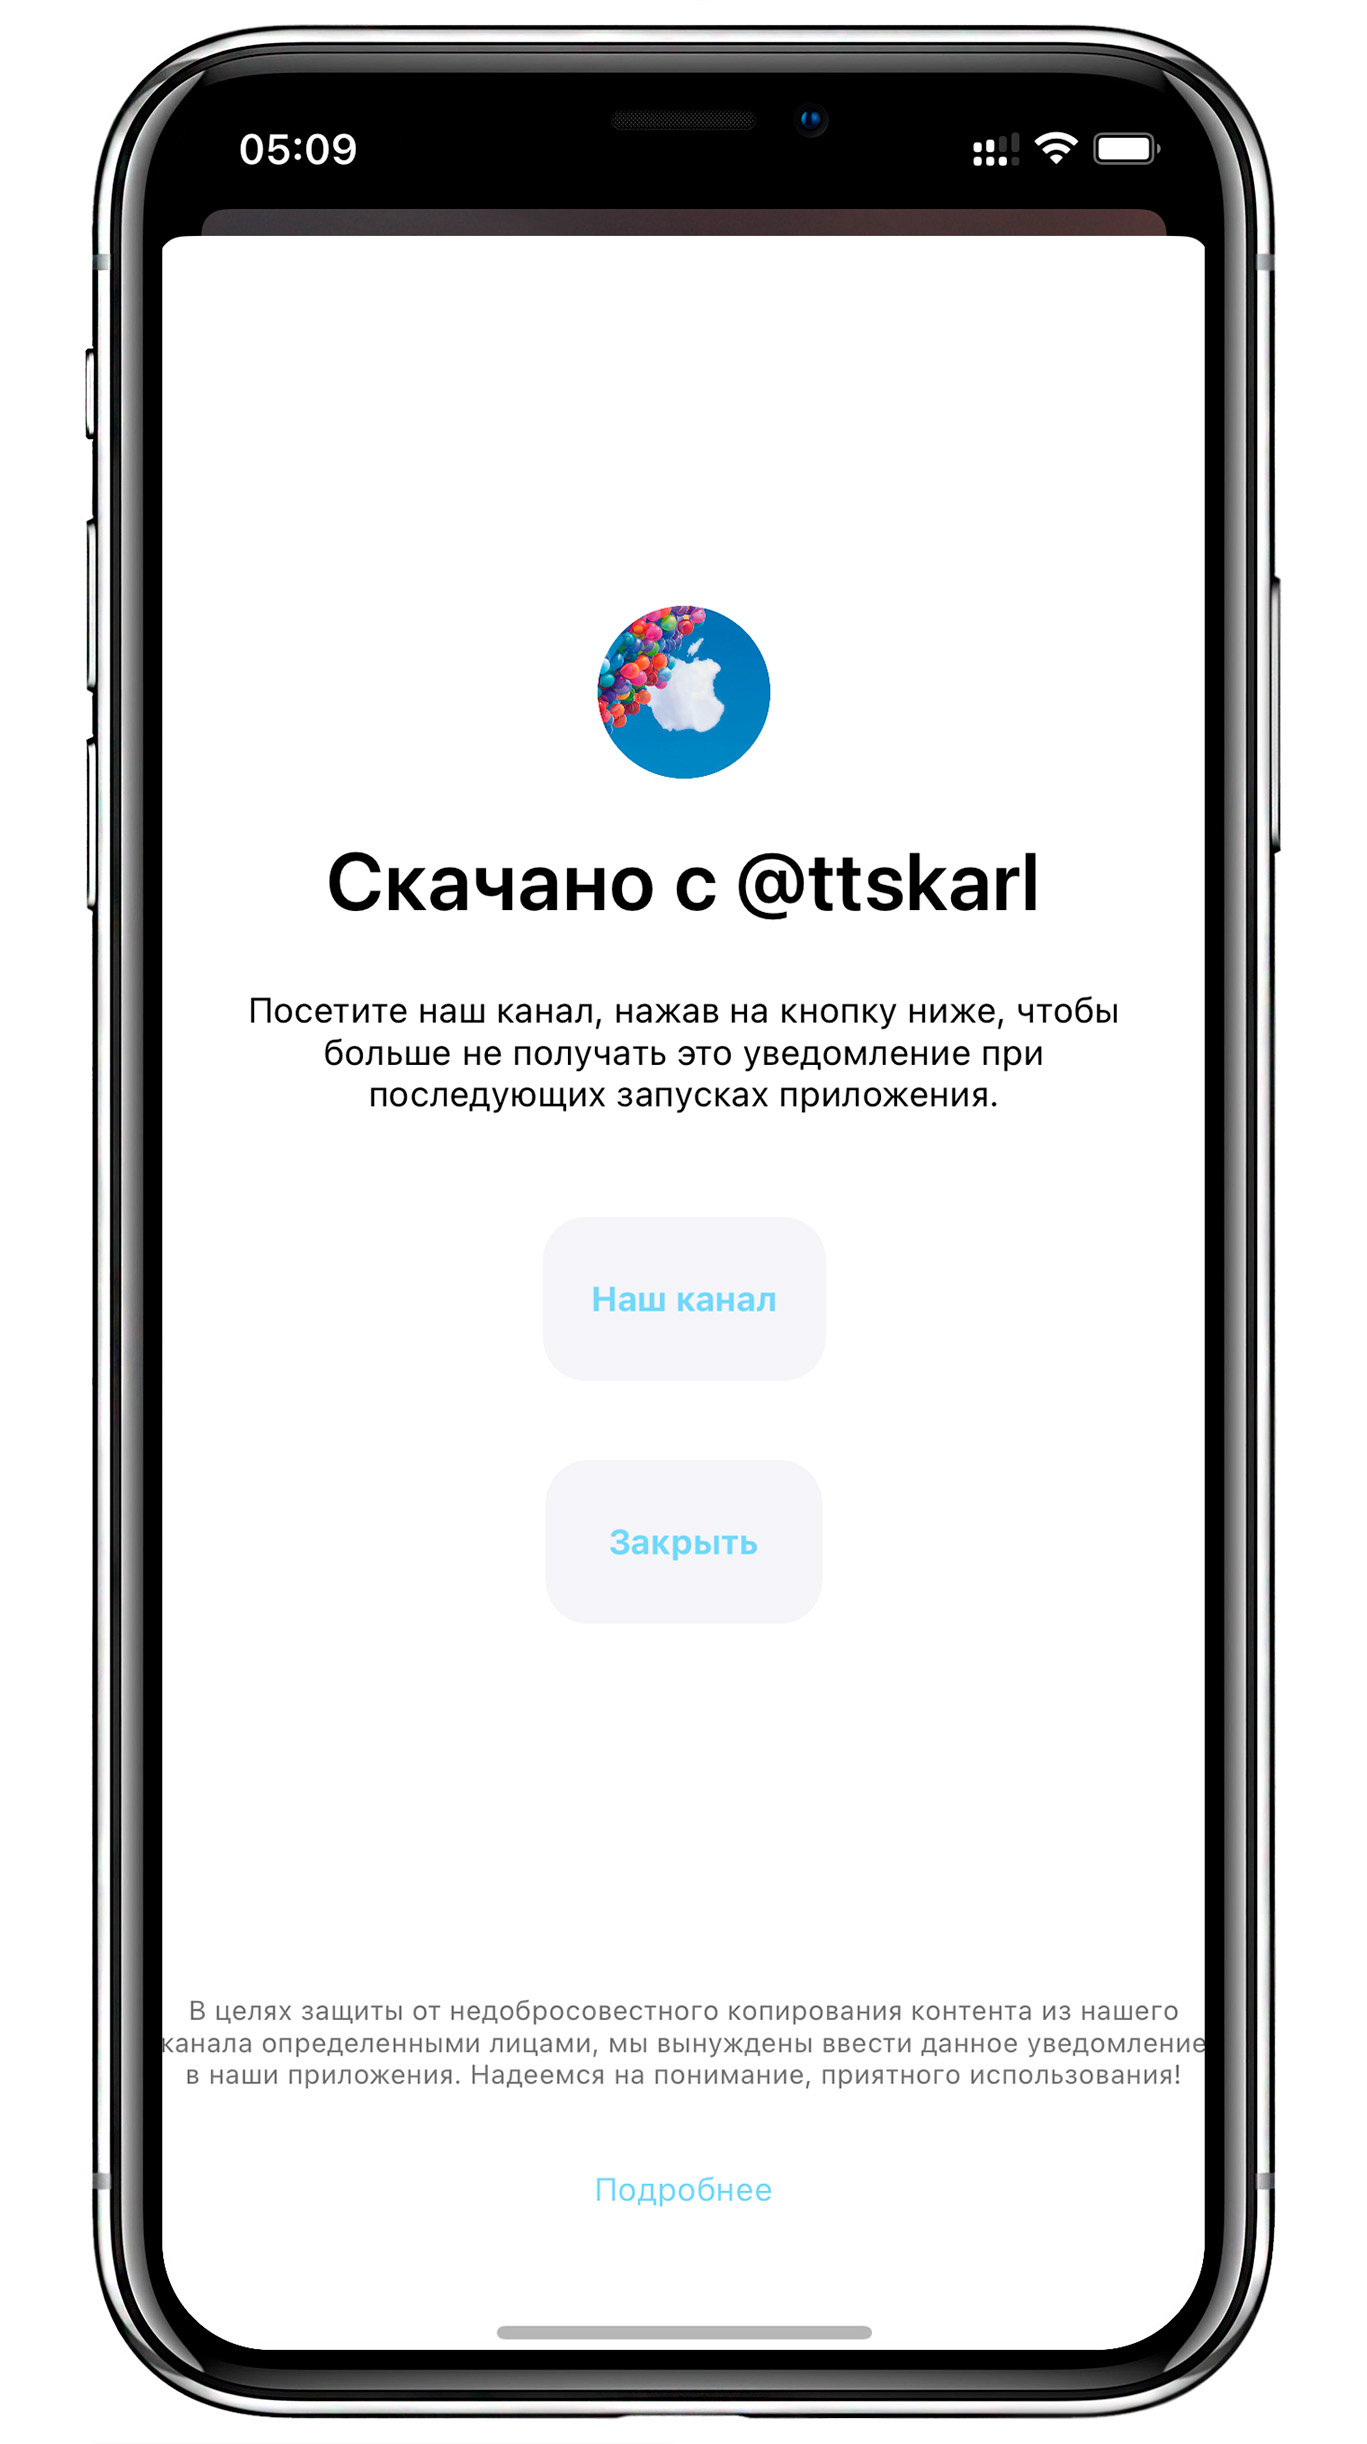 05:09
Скачано с @ttskarl
Посетите наш канал, нажав на кнопку ниже, чтобы
больше не получать это уведомление при
последующих запусках приложения.
Наш канал
Закрыть
В целях защиты от недобросовестного копирования контента из нашего
канала определенными лицами, мы вынуждены ввести данное уведомление
в наши приложения. Надеемся на понимание, приятного использования!
Подробнее